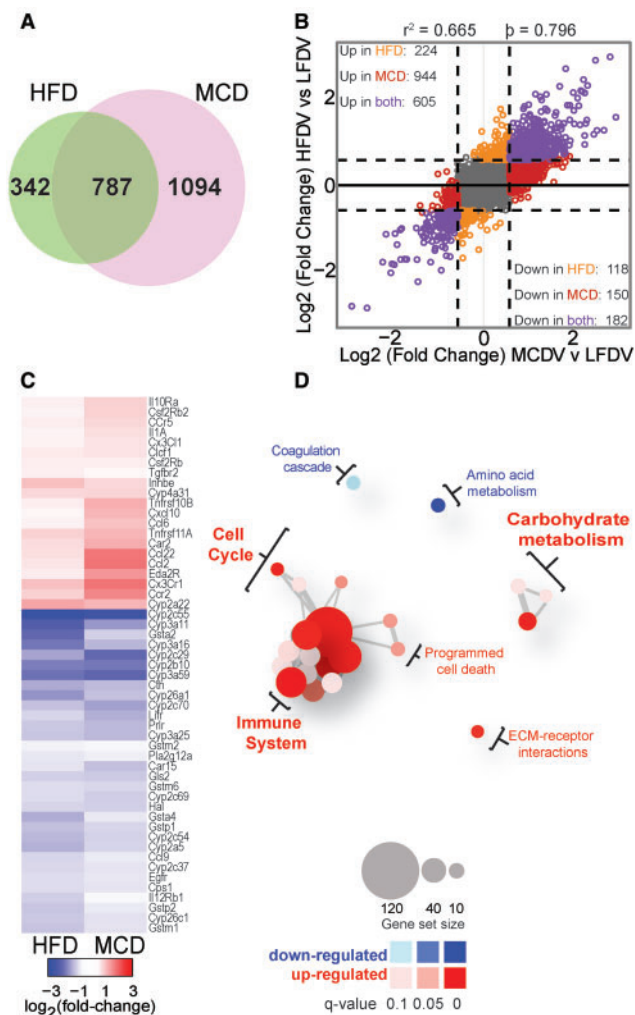 A
HFD
MCD
342
787
1094
B
r² = 0.665
p = 0.796
Up in HFD: 224
Up in MCD: 944
Up in both: 605
Down in HFD: 118
Down in MCD: 150
Down in both: 182
2
0
−2
Log2 (Fold Change) HFDV vs LFDV
−2
0
2
Log2 (Fold Change) MCDV v LFDV
C
Il10Ra
Csf2Rb2
CCr5
Il1A
Cx3Cl1
Clcf1
Csf2Rb
Tgfbr2
Inhbe
Cyp4a31
Tnfrsf10B
Cxcl10
Ccl6
Tnfrsf11A
Car2
Ccl22
Ccl2
Eda2R
Cx3Cr1
Ccr2
Cyp2a22
Cyp2c55
Cyp3a11
Gsta2
Cyp3a16
Cyp2c29
Cyp2b10
Cyp3a59
Cth
Cyp26a1
Cyp2c70
Lifr
Prlr
Cyp3a25
Gstm2
Pla2g12a
Car15
Gls2
Gstm6
Cyp2c69
Hal
Gsta4
Gstp1
Cyp2c54
Cyp2a5
Ccl9
Cyp2c37
Egfr
Cps1
Il12Rb1
Gstp2
Cyp26c1
Gstm1
HFD
MCD
−3 −1 1 3
log2(fold-change)
D
Coagulation
cascade
Amino acid
metabolism
Cell
Cycle
Carbohydrate
metabolism
Programmed
cell death
Immune
System
ECM-receptor
interactions
120 40 10
Gene set size
down-regulated
up-regulated
q-value 0.1 0.05 0